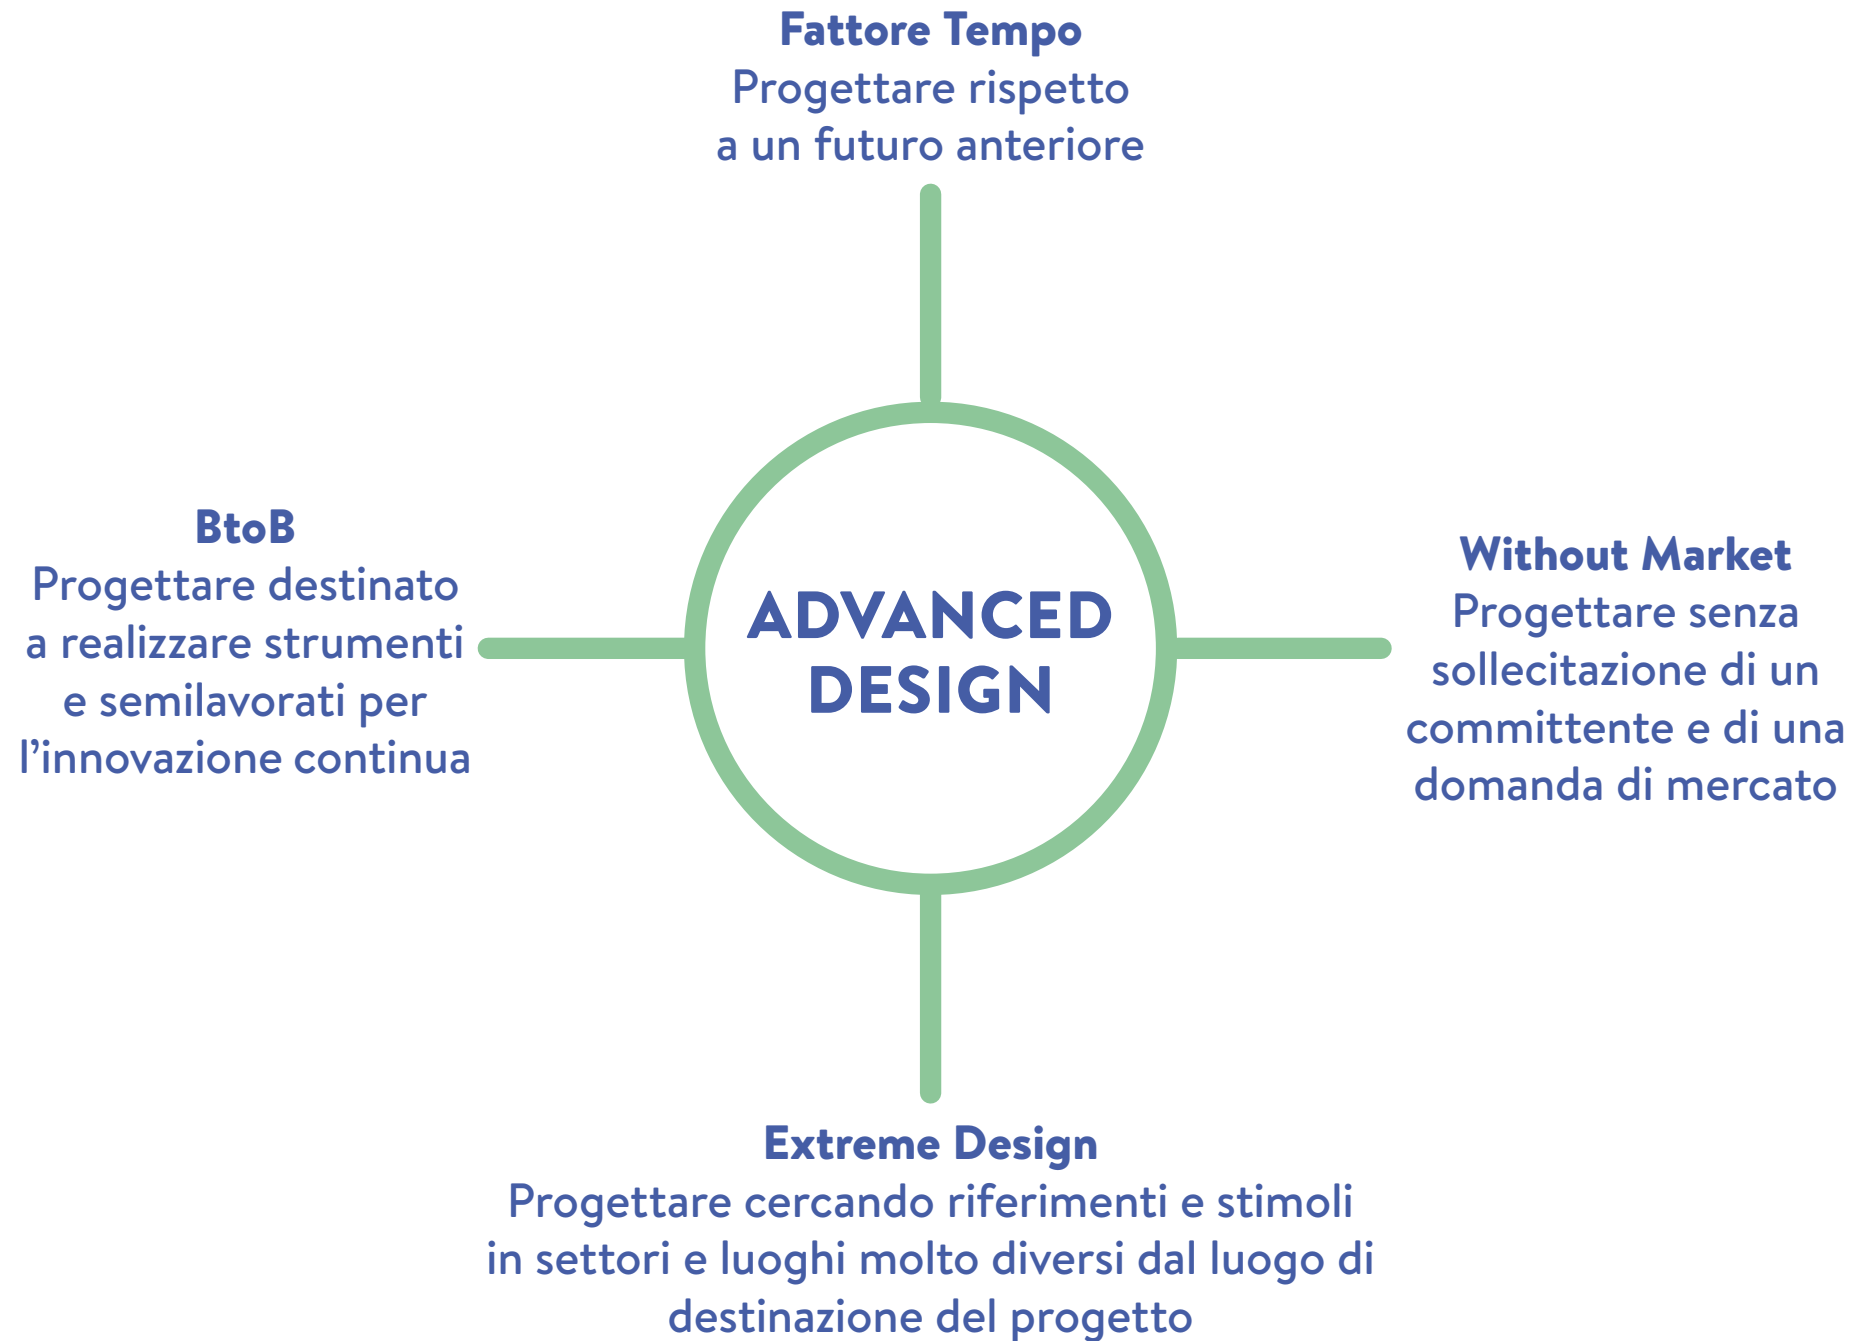 Fattore Tempo
Progettare rispetto
a un futuro anteriore
BtoB
Progettare destinato
a realizzare strumenti
e semilavorati per
l’innovazione continua
ADVANCED
DESIGN
Without Market
Progettare senza
sollecitazione di un
committente e di una
domanda di mercato
Extreme Design
Progettare cercando riferimenti e stimoli
in settori e luoghi molto diversi dal luogo di
destinazione del progetto